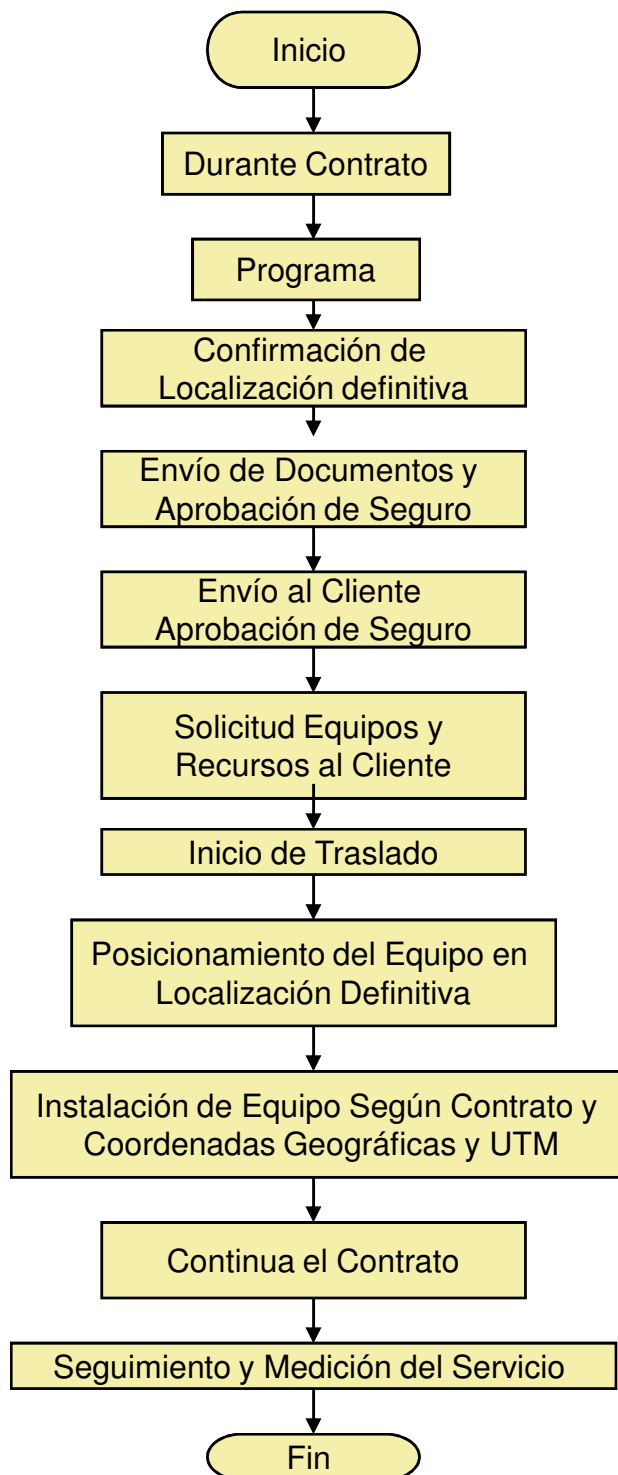 Inicio
Durante Contrato
Programa
Confirmación de
Localización definitiva
Envío de Documentos y
Aprobación de Seguro
Envío al Cliente
Aprobación de Seguro
Solicitud Equipos y
Recursos al Cliente
Inicio de Traslado
Posicionamiento del Equipo en
Localización Definitiva
Instalación de Equipo Según Contrato y
Coordenadas Geográficas y UTM
Continua el Contrato
Seguimiento y Medición del Servicio
Fin